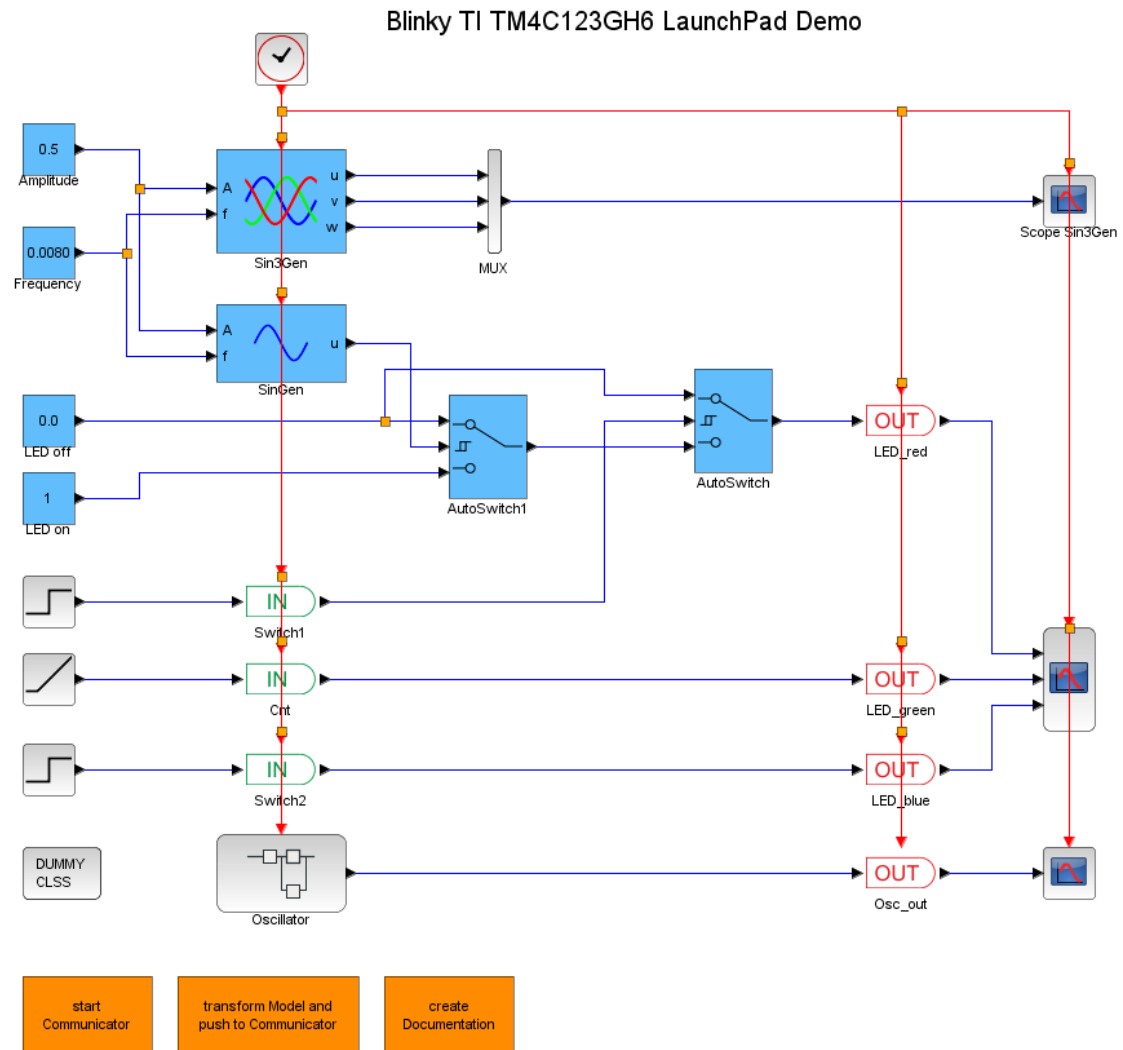 Blinky TI TM4C123GH6 LaunchPad Demo
0.5
Amplitude
0.0080
Frequency
A
f
u
v
w
Sin3Gen
MUX
Scope Sin3Gen
A
f
u
SinGen
0.0
LED off
1
LED on
AutoSwitch1
AutoSwitch
OUT
LED_red
IN
Switch1
IN
Cnt
OUT
LED_green
IN
Switch2
OUT
LED_blue
DUMMY
CLSS
Oscillator
OUT
Osc_out
start
Communicator
transform Model and
push to Communicator
create
Documentation